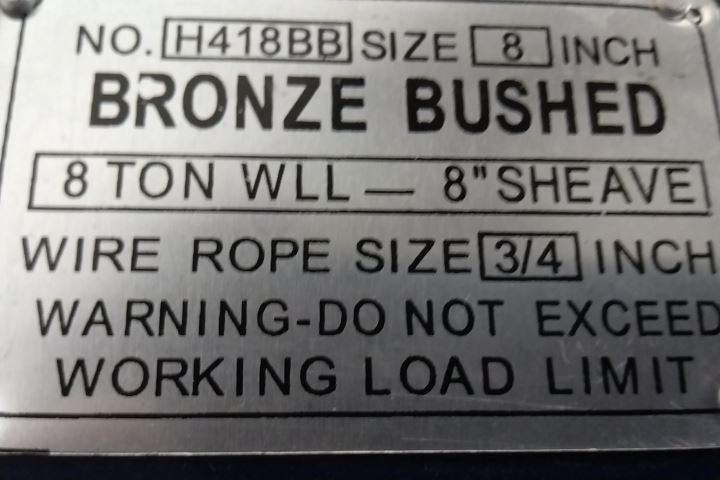 NO. H418BB SIZE 8 INCH
BRONZE BUSHED
8 TON WLL — 8"SHEAVE
WIRE ROPE SIZE 3/4 INCH
WARNING-DO NOT EXCEED
WORKING LOAD LIMIT